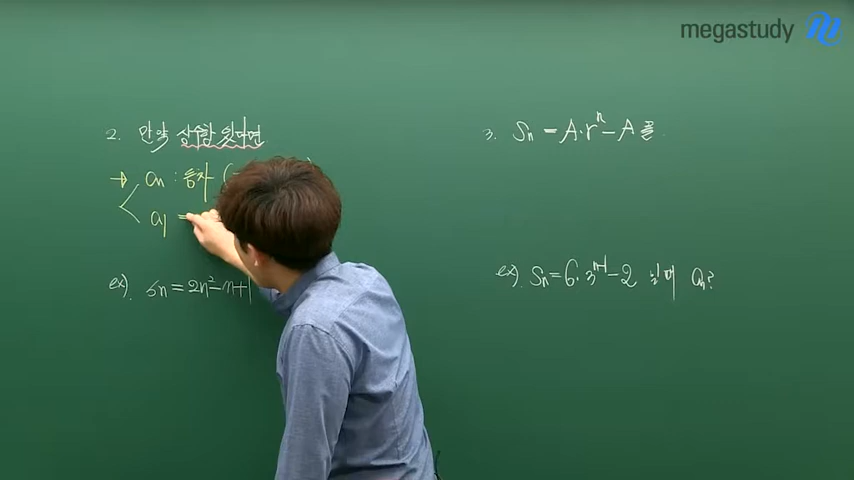 megastudy
2. 만약 상수항 있다면
→ an : 등차 (
a1 =
ex). Sn = 2n²-n+1
3. Sn = A·rⁿ-A 꼴
ex). Sn = 6·3ⁿ⁻¹-2 일때 an?